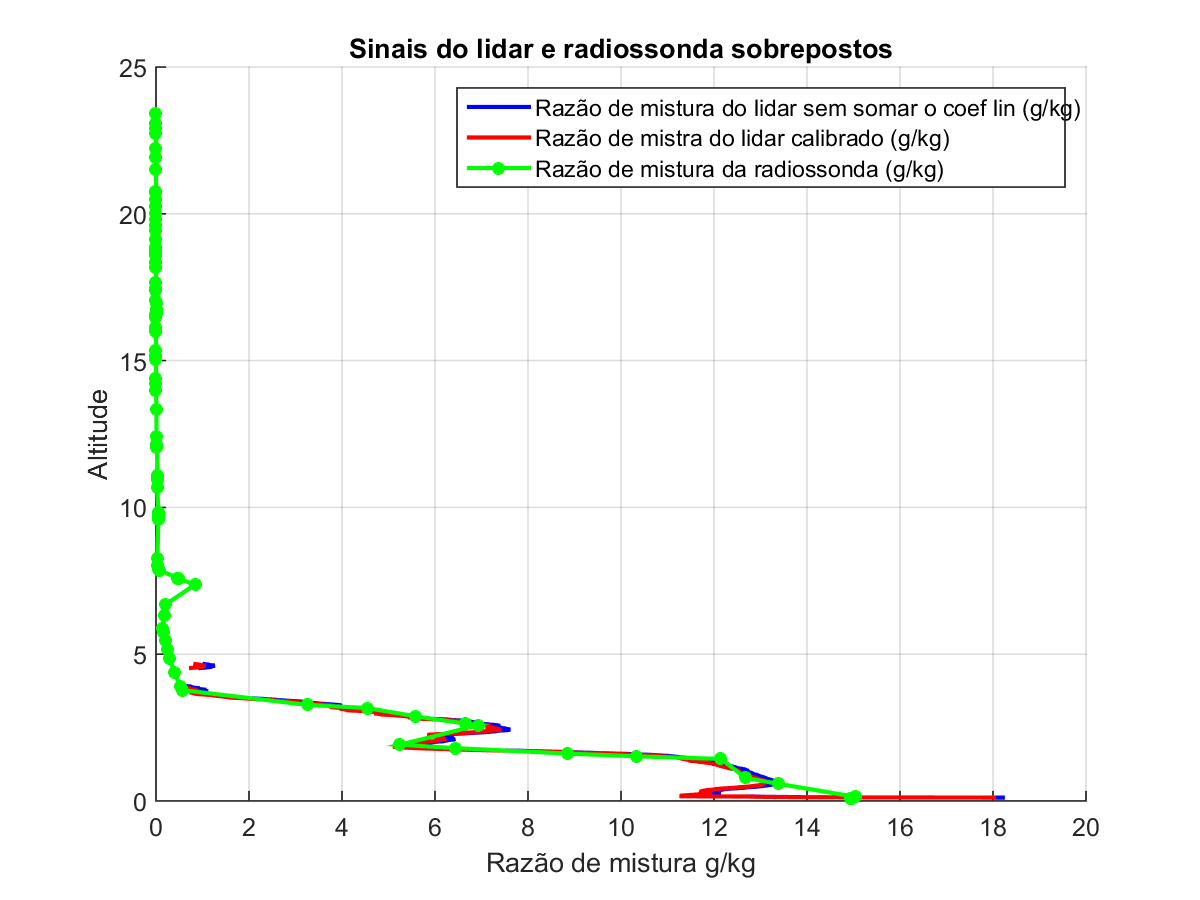 Sinais do lidar e radiossonda sobrepostos
Razão de mistura do lidar sem somar o coef lin (g/kg)
Razão de mistra do lidar calibrado (g/kg)
Razão de mistura da radiossonda (g/kg)
25
20
15
10
5
0
Altitude
0 2 4 6 8 10 12 14 16 18 20
Razão de mistura g/kg